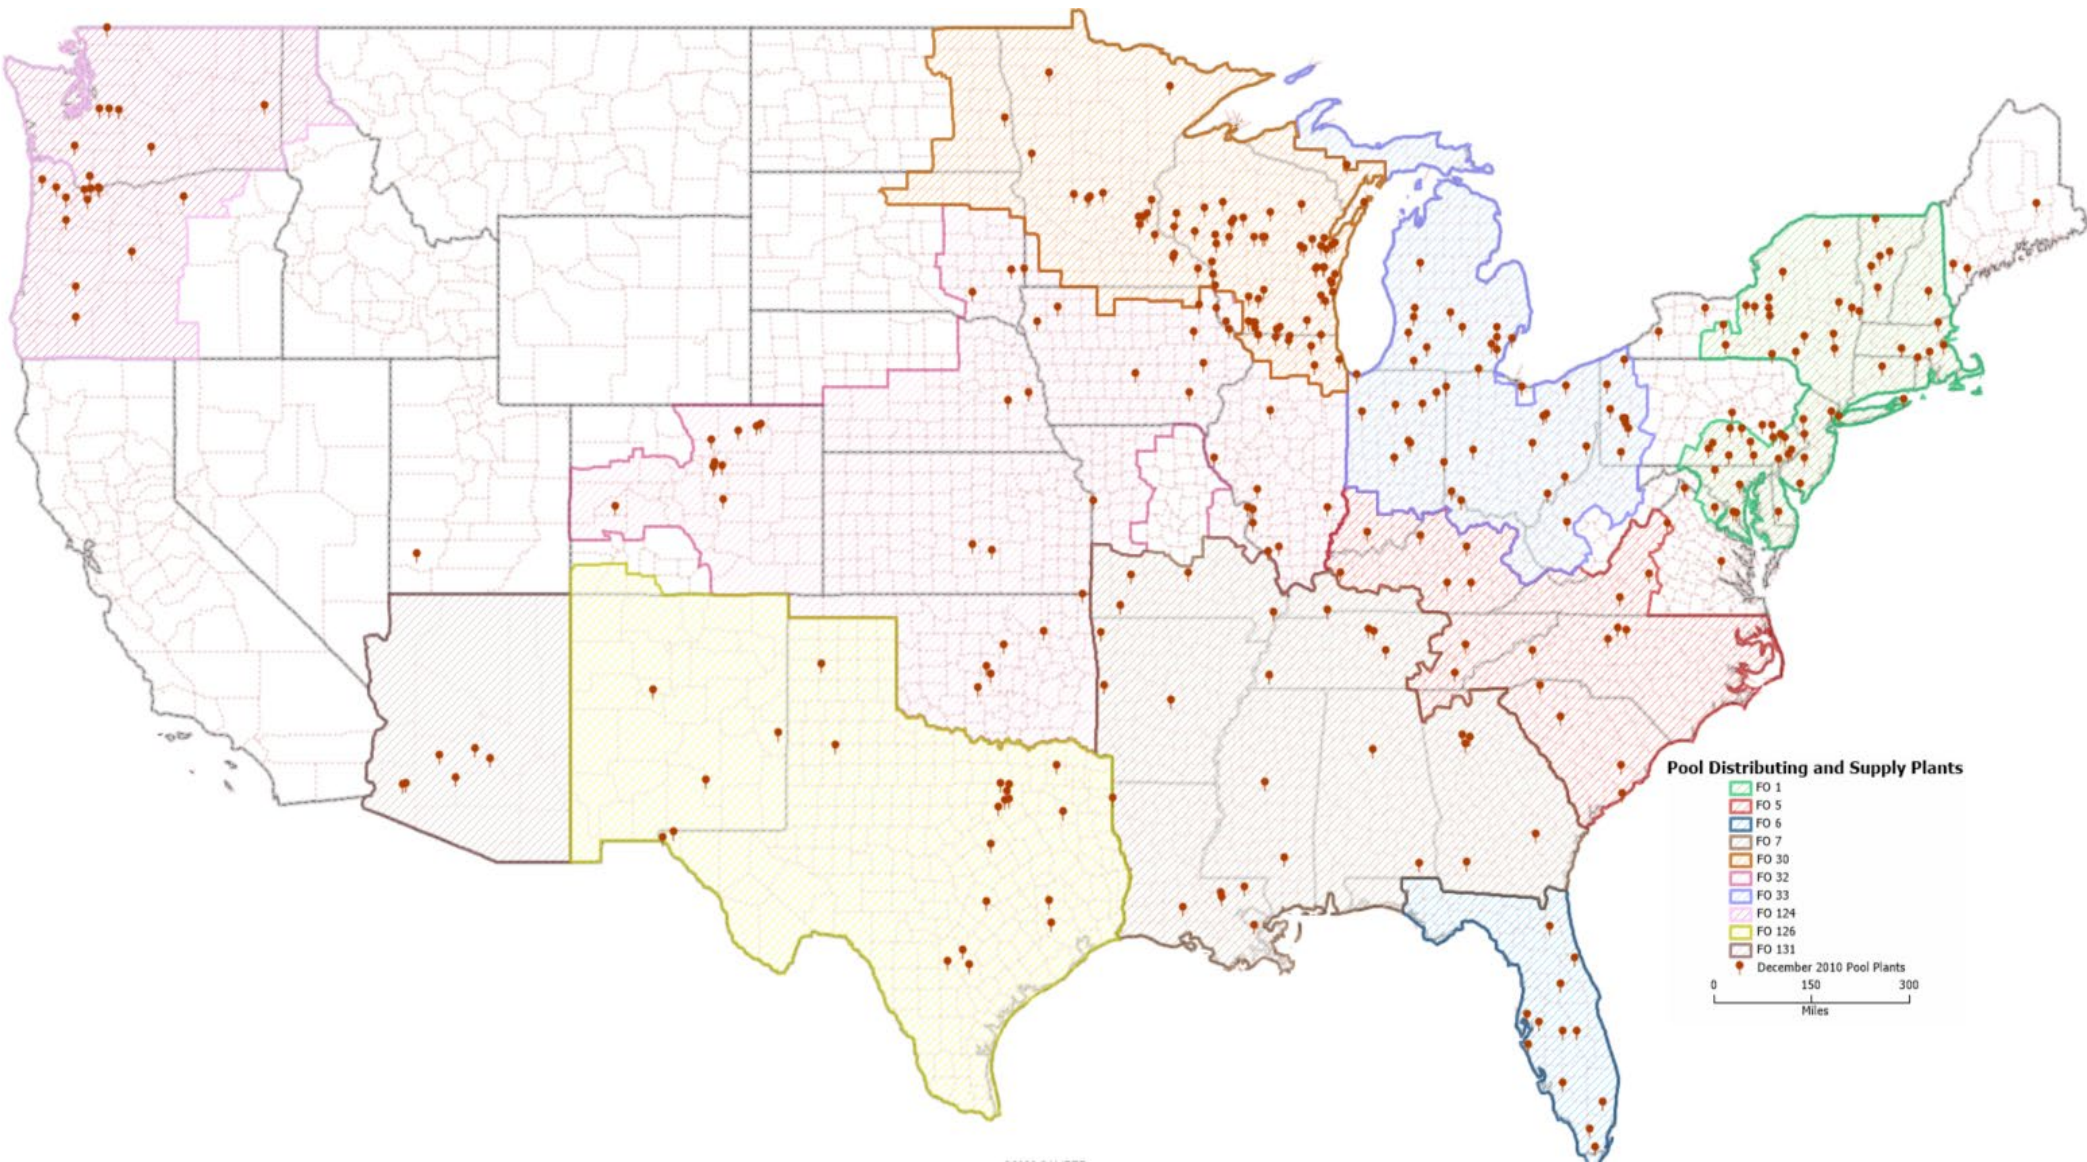 Pool Distributing and Supply Plants
FO 1
FO 5
FO 6
FO 7
FO 30
FO 32
FO 33
FO 124
FO 126
FO 131
December 2010 Pool Plants
0 150 300
Miles